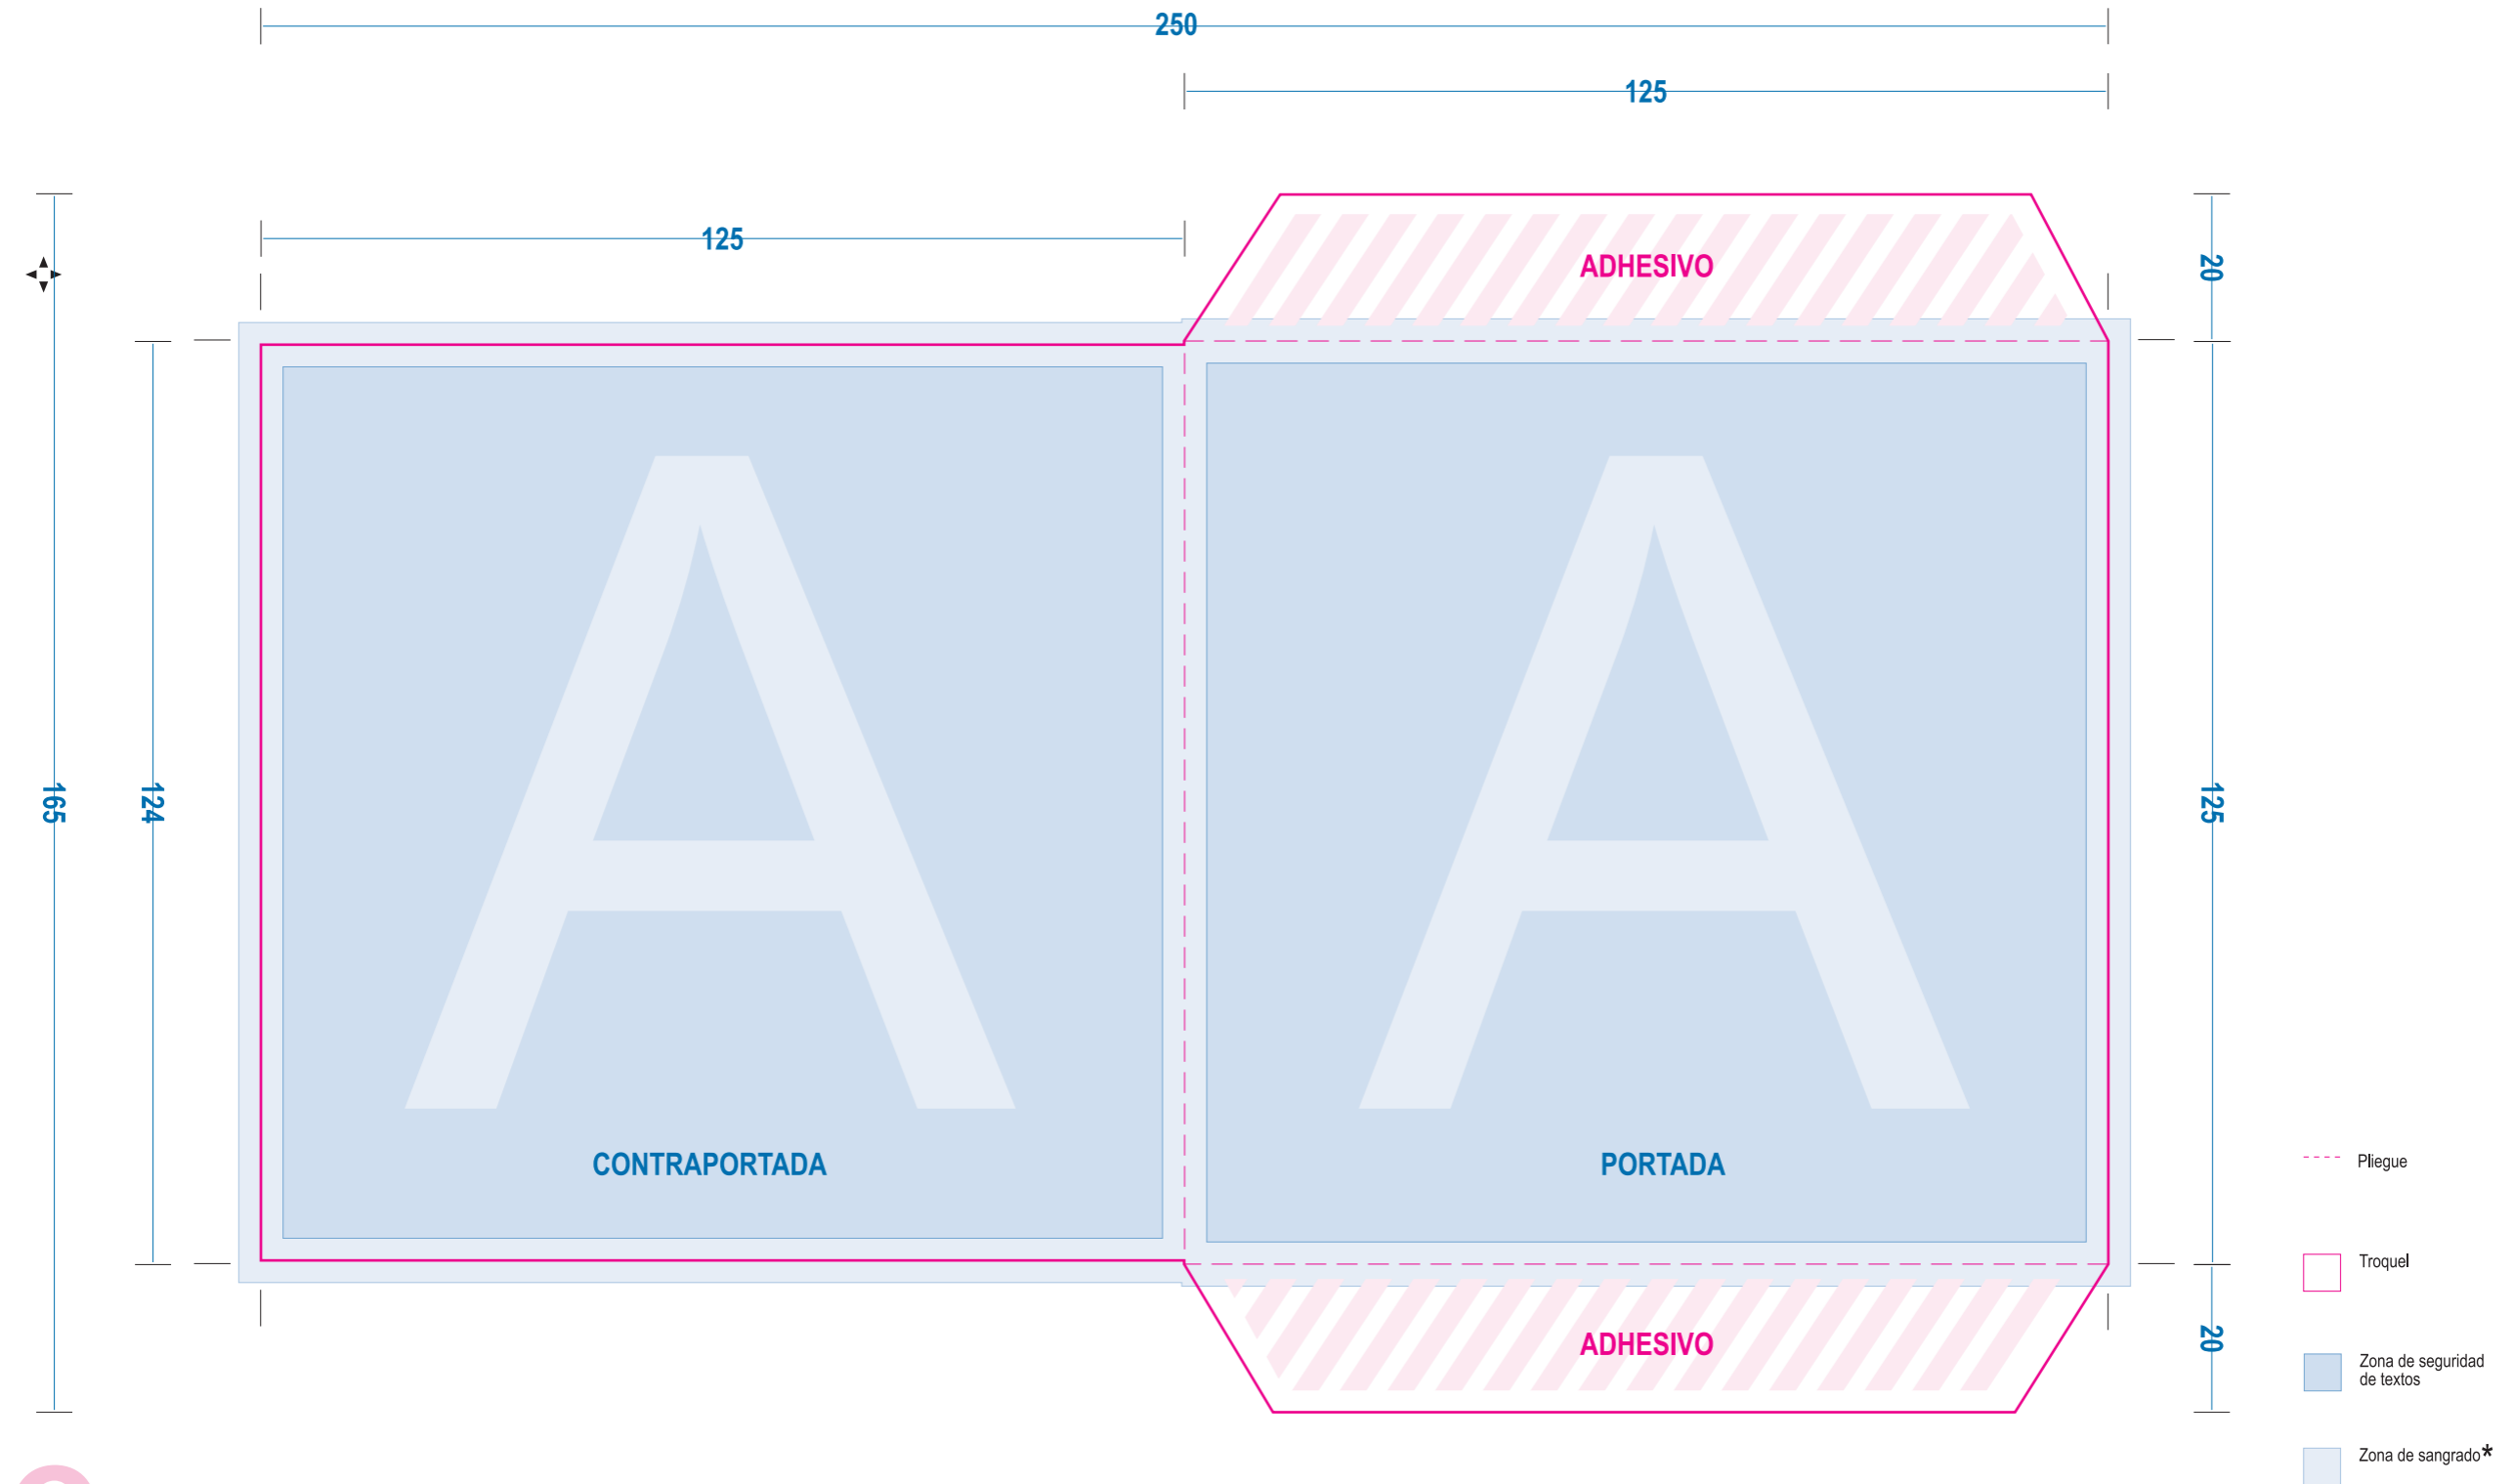 250
125
125
ADHESIVO
20
165
124
125
A
A
CONTRAPORTADA
PORTADA
ADHESIVO
20
Pliegue
Troquel
Zona de seguridad
de textos
Zona de sangrado*